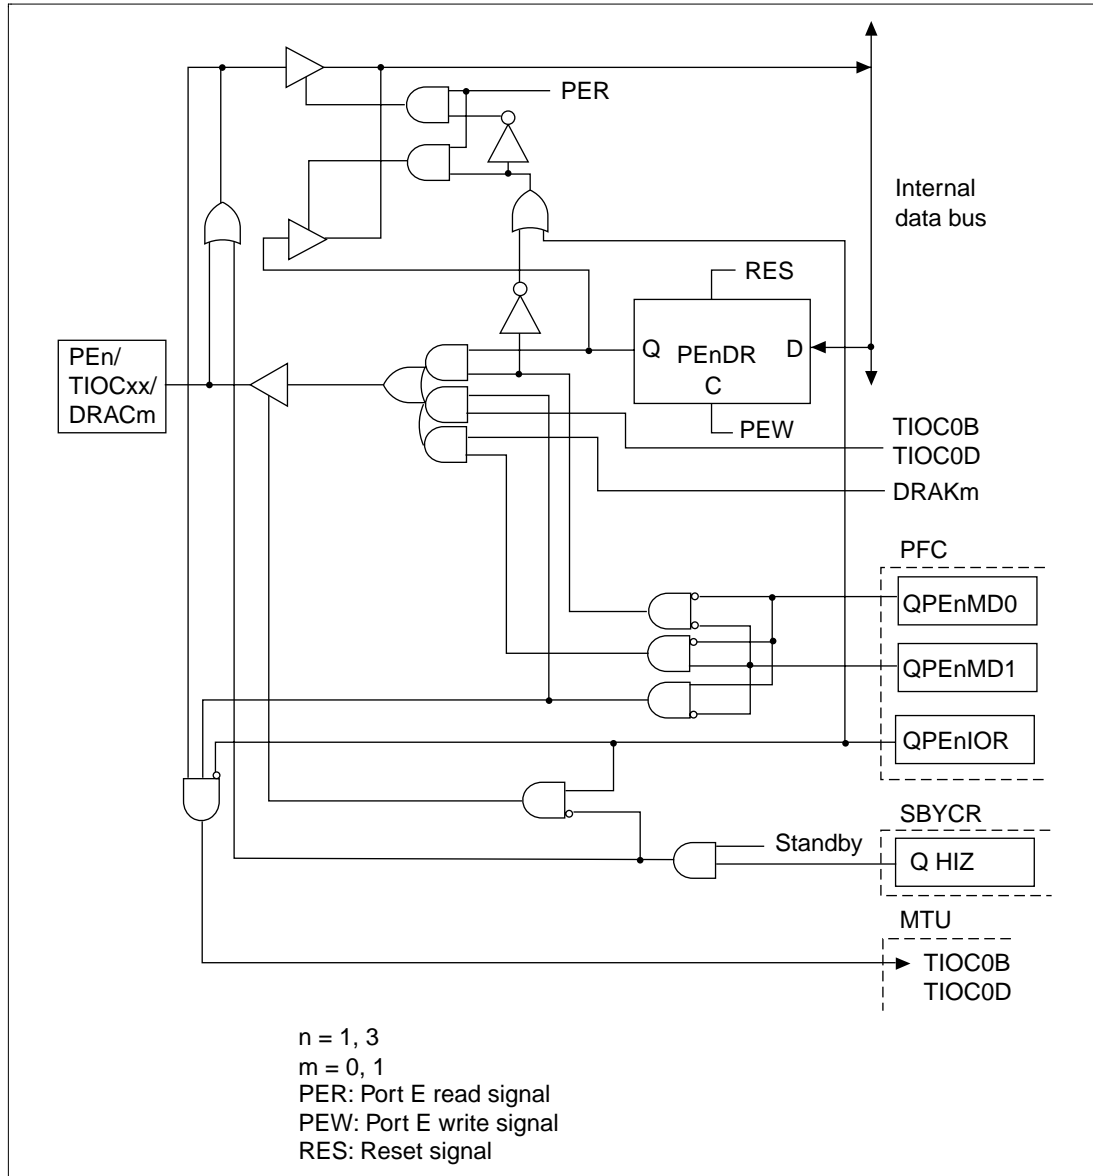 PER
Internal
data bus
RES
Q PEnDR D
C
PEn/
TIOCxx/
DRACm
PEW
TIOC0B
TIOC0D
DRAKm
PFC
QPEnMD0
QPEnMD1
QPEnIOR
SBYCR
Standby
Q HIZ
MTU
TIOC0B
TIOC0D
n = 1, 3
m = 0, 1
PER: Port E read signal
PEW: Port E write signal
RES: Reset signal